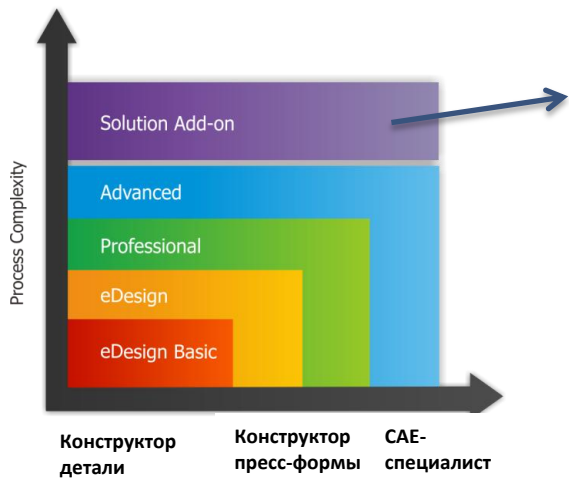 Process Complexity
Solution Add-on
Advanced
Professional
eDesign
eDesign Basic
Конструктор
детали
Конструктор
пресс-формы
CAE-
специалист